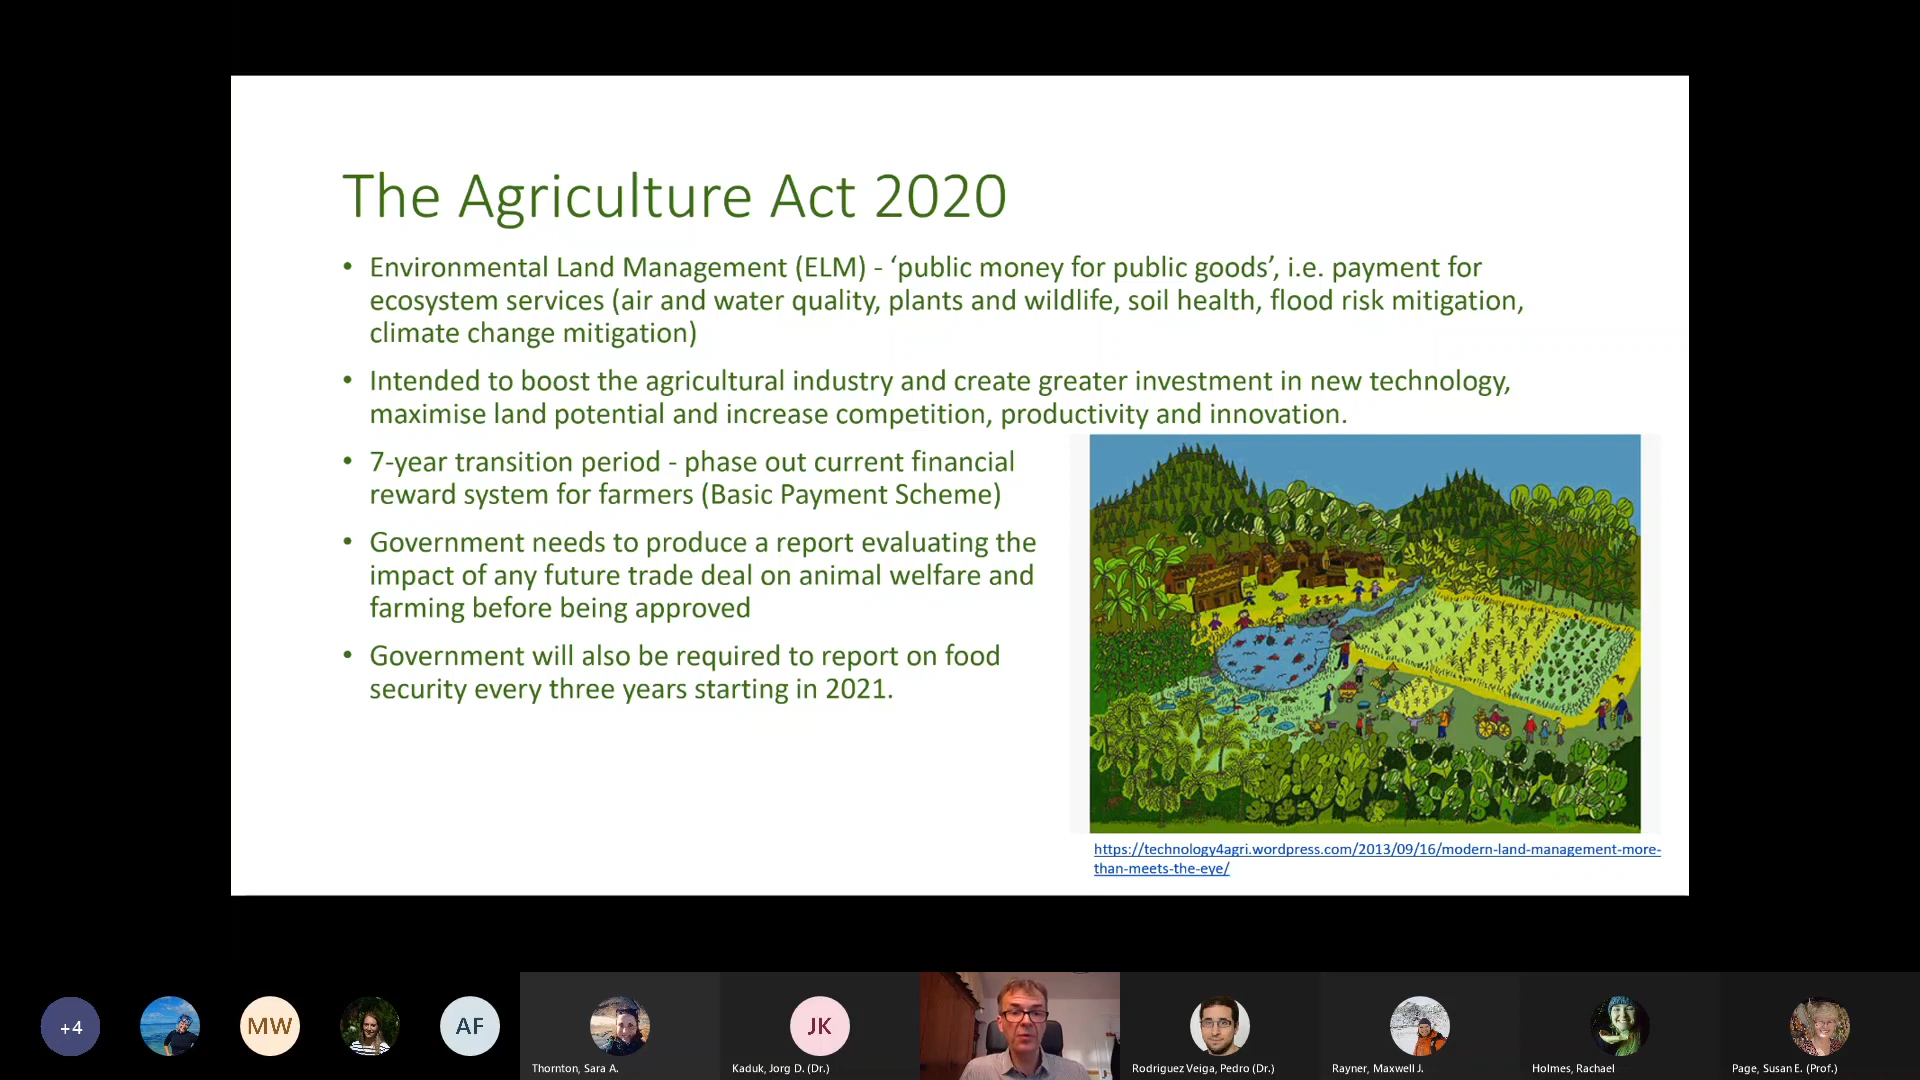 The Agriculture Act 2020
• Environmental Land Management (ELM) - ‘public money for public goods’, i.e. payment for
ecosystem services (air and water quality, plants and wildlife, soil health, flood risk mitigation,
climate change mitigation)
• Intended to boost the agricultural industry and create greater investment in new technology,
maximise land potential and increase competition, productivity and innovation.
• 7-year transition period - phase out current financial
reward system for farmers (Basic Payment Scheme)
• Government needs to produce a report evaluating the
impact of any future trade deal on animal welfare and
farming before being approved
• Government will also be required to report on food
security every three years starting in 2021.
https://technology4agri.wordpress.com/2013/09/16/modern-land-management-more-
than-meets-the-eye/
+4
MW
AF
JK
Thornton, Sara A.
Kaduk, Jorg D. (Dr.)
Rodriguez Veiga, Pedro (Dr.)
Rayner, Maxwell J.
Holmes, Rachael
Page, Susan E. (Prof.)